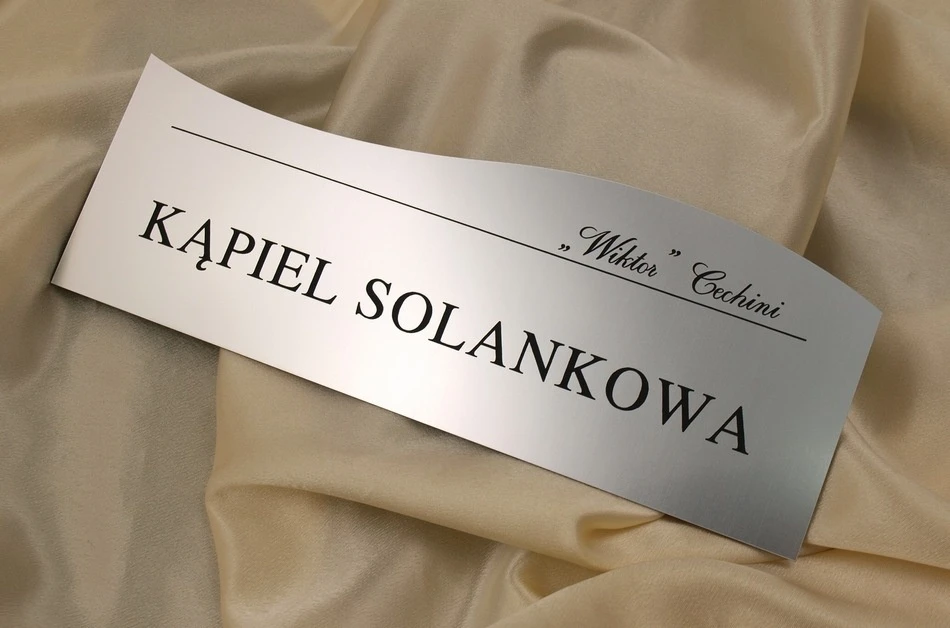 „Wiktor” Cechini
KĄPIEL SOLANKOWA